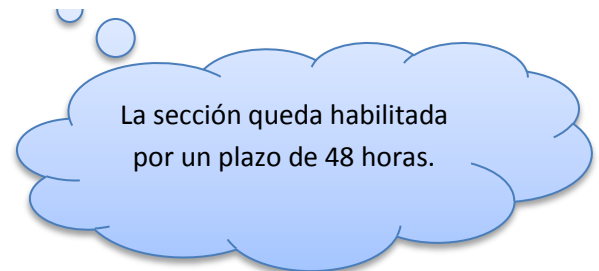 La sección queda habilitada
por un plazo de 48 horas.